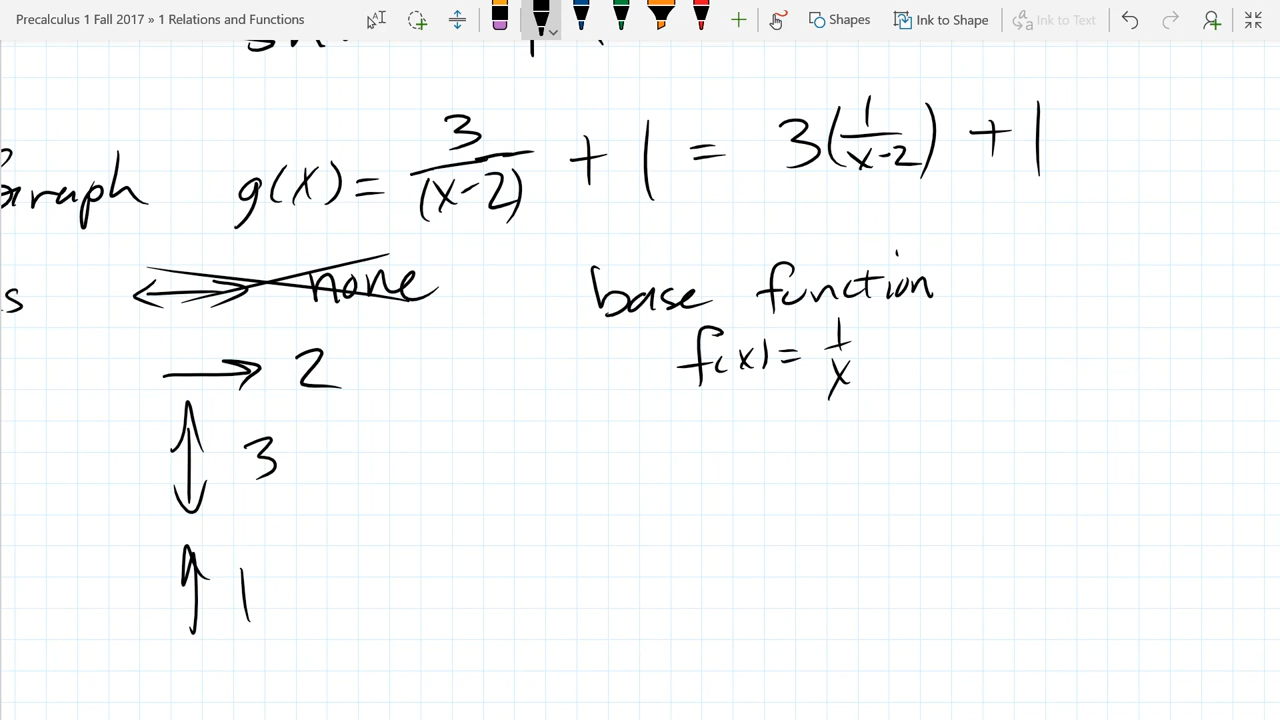 Precalculus 1 Fall 2017 » 1 Relations and Functions
Shapes
Ink to Shape
Ink to Text
graph g(x) = 3/(x-2) + 1 = 3(1/(x-2)) + 1
s none
base function
f(x) = 1/x
2
3
1